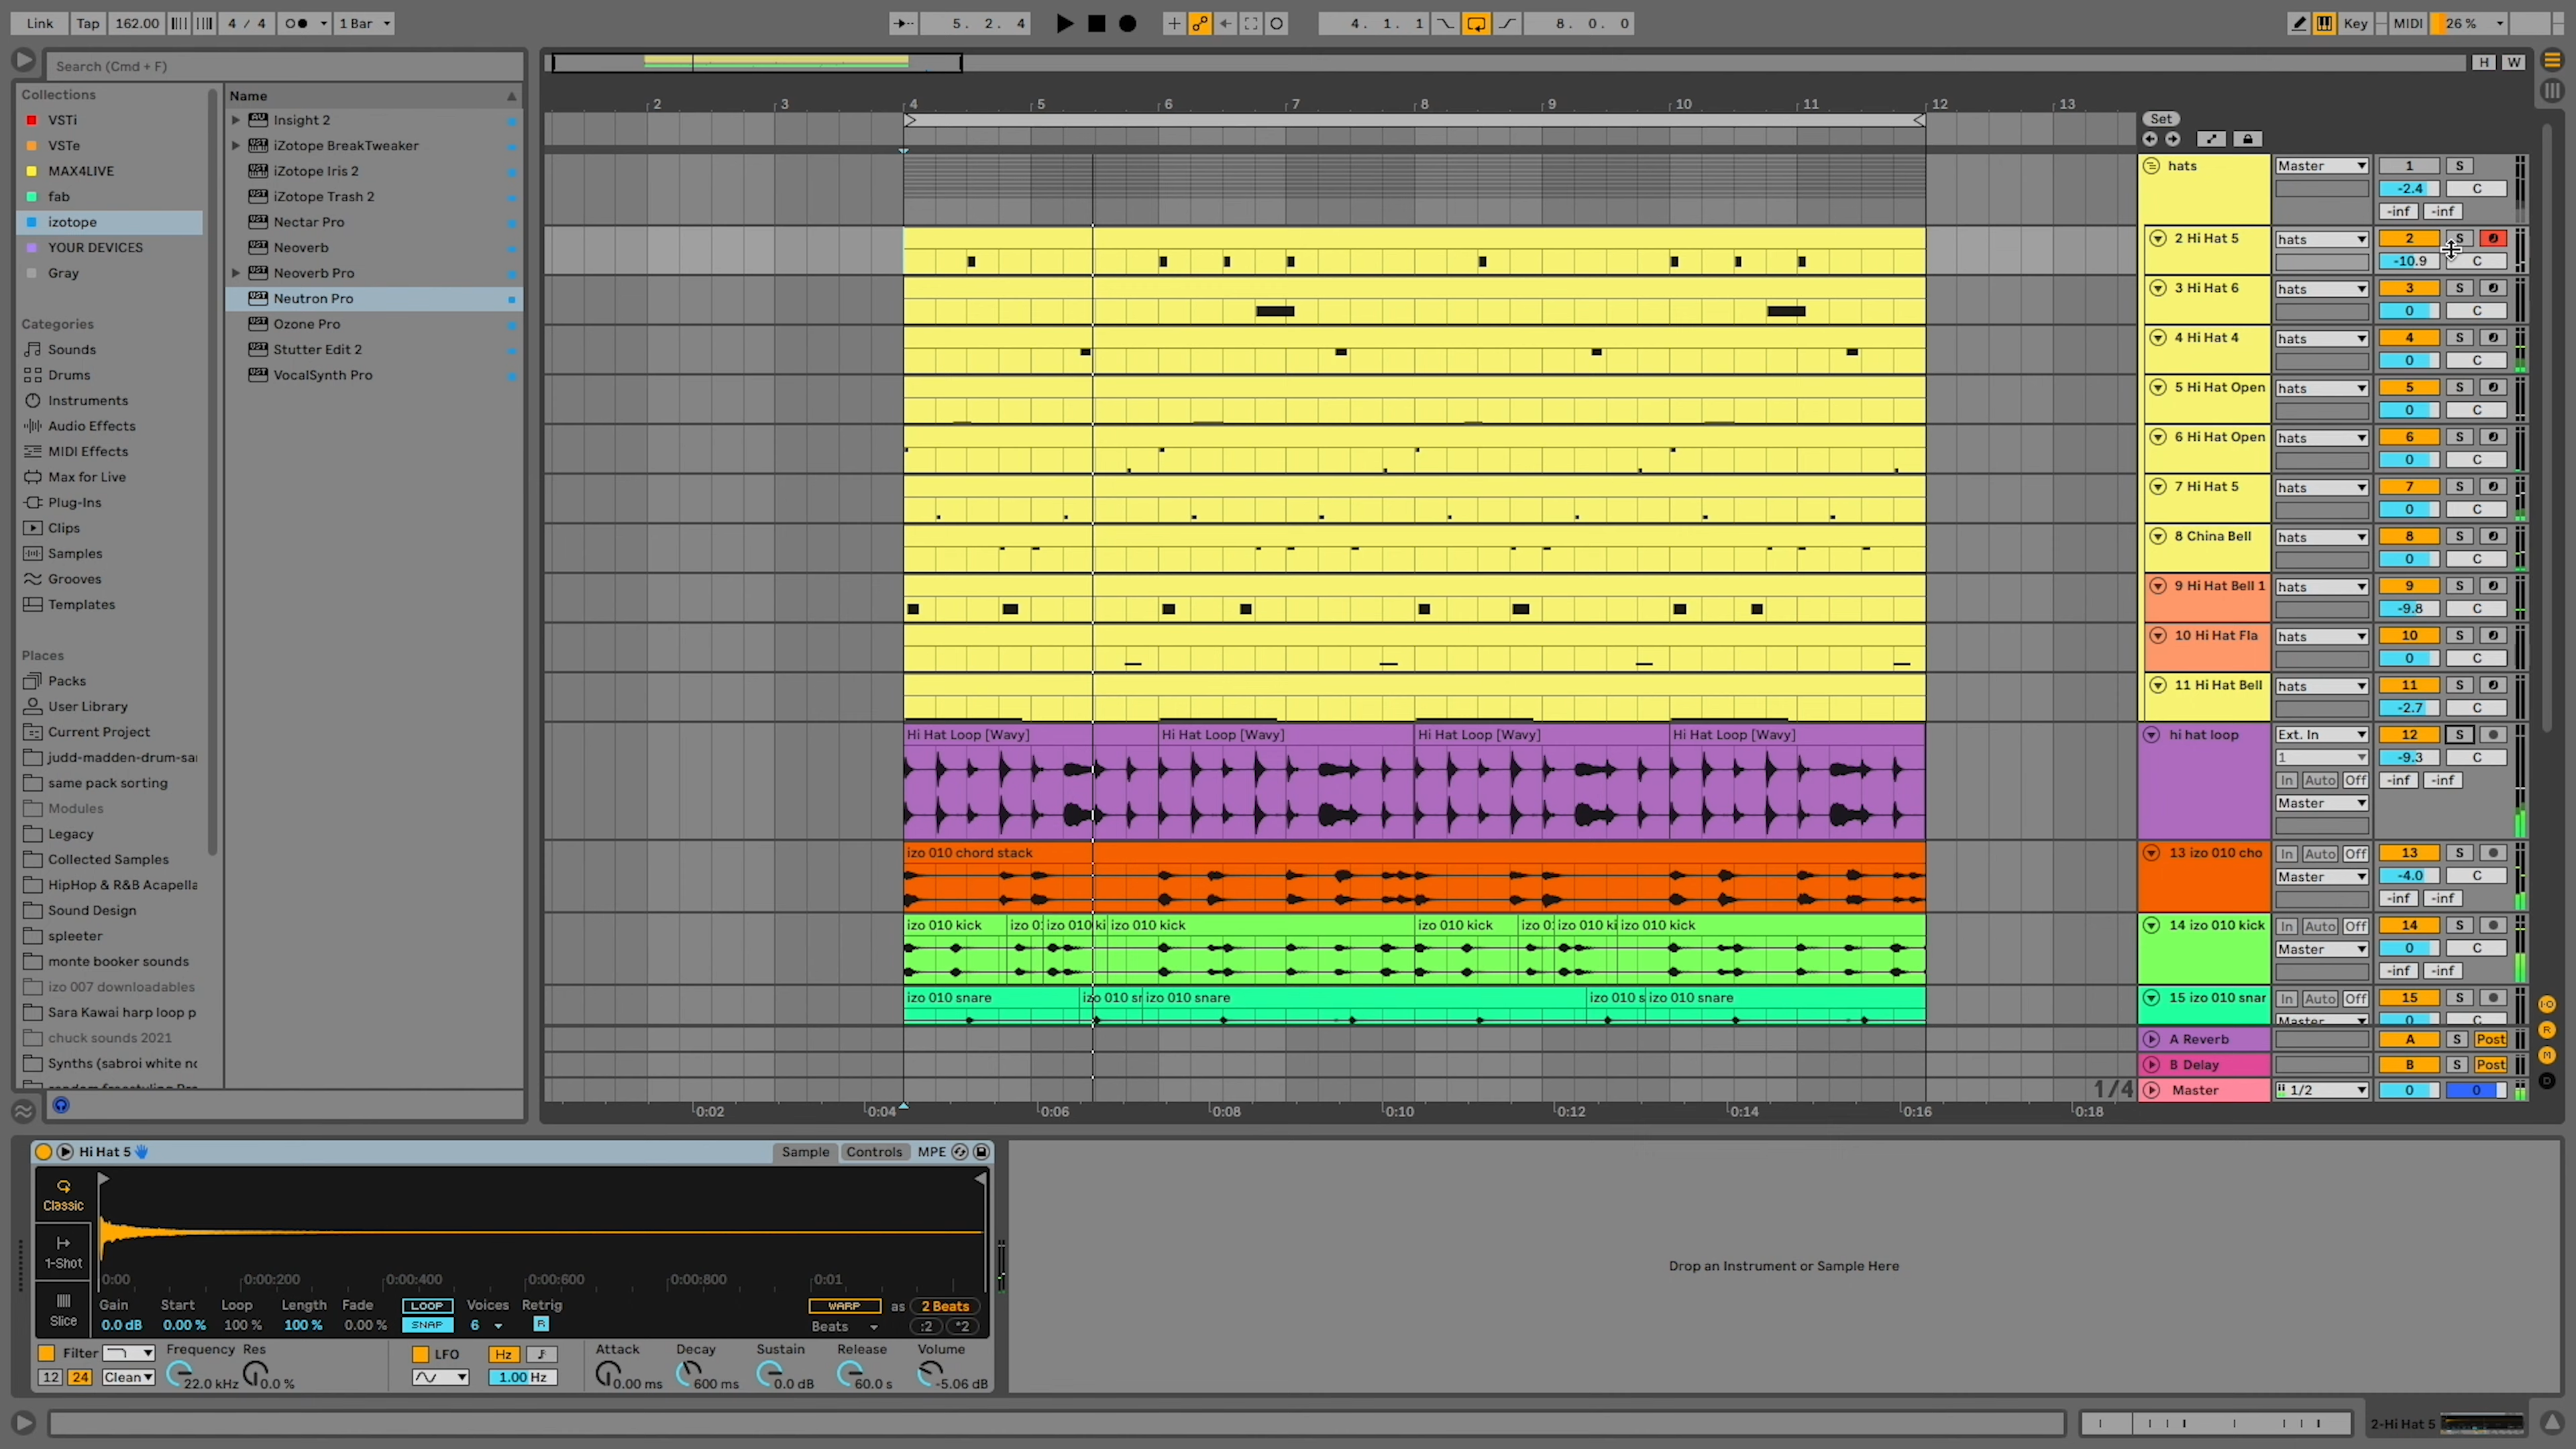 Link Tap 162.00 4 / 4 1 Bar 5. 2. 4 4. 1. 1 8. 0. 0 Key MIDI 26 %
Search (Cmd + F)
H W
Collections
VSTi
VSTe
MAX4LIVE
fab
izotope
YOUR DEVICES
Gray
Categories
Sounds
Drums
Instruments
Audio Effects
MIDI Effects
Max for Live
Plug-Ins
Clips
Samples
Grooves
Templates
Places
Packs
User Library
Current Project
judd-madden-drum-sa
same pack sorting
Modules
Legacy
Collected Samples
HipHop & R&B Acapella
Sound Design
spleeter
monte booker sounds
izo 007 downloadables
Sara Kawai harp loop p
chuck sounds 2021
Synths (sabroi white no
Name
Insight 2
iZotope BreakTweaker
iZotope Iris 2
iZotope Trash 2
Nectar Pro
Neoverb
Neoverb Pro
Neutron Pro
Ozone Pro
Stutter Edit 2
VocalSynth Pro
2 3 4 5 6 7 8 9 10 11 12 13
Set
hats Master 1 S
-2.4 C
-inf -inf
2 Hi Hat 5 hats 2 S
-10.9 C
3 Hi Hat 6 hats 3 S
0 C
4 Hi Hat 4 hats 4 S
0 C
5 Hi Hat Open hats 5 S
0 C
6 Hi Hat Open hats 6 S
0 C
7 Hi Hat 5 hats 7 S
0 C
8 China Bell hats 8 S
0 C
9 Hi Hat Bell 1 hats 9 S
-9.8 C
10 Hi Hat Fla hats 10 S
0 C
11 Hi Hat Bell hats 11 S
-2.7 C
Hi Hat Loop [Wavy] Hi Hat Loop [Wavy] Hi Hat Loop [Wavy] Hi Hat Loop [Wavy] hi hat loop Ext. In 12 S
1 -9.3 C
In Auto Off -inf -inf
Master
izo 010 chord stack 13 izo 010 cho In Auto Off 13 S
Master -4.0 C
-inf -inf
izo 010 kick izo 0 izo 010 ki izo 010 kick izo 010 kick izo 0 izo 010 ki izo 010 kick 14 izo 010 kick In Auto Off 14 S
Master 0 C
-inf -inf
izo 010 snare izo 010 sr izo 010 snare izo 010 s izo 010 snare 15 izo 010 snar In Auto Off 15 S
Master 0 C
A Reverb A S Post
B Delay B S Post
1/4 Master 1/2 0 0
0:02 0:04 0:06 0:08 0:10 0:12 0:14 0:16 0:18
Hi Hat 5 Sample Controls MPE
Classic
1-Shot
Slice
0:00 0:00:200 0:00:400 0:00:600 0:00:800 0:01
Gain Start Loop Length Fade LOOP Voices Retrig WARP as 2 Beats
0.0 dB 0.00 % 100 % 100 % 0.00 % SNAP 6 R Beats :2 *2
Filter Frequency Res LFO Hz Attack Decay Sustain Release Volume
12 24 Clean 22.0 kHz 0.0 % 1.00 Hz 0.00 ms 600 ms 0.0 dB 60.0 s -5.06 dB
Drop an Instrument or Sample Here
2-Hi Hat 5